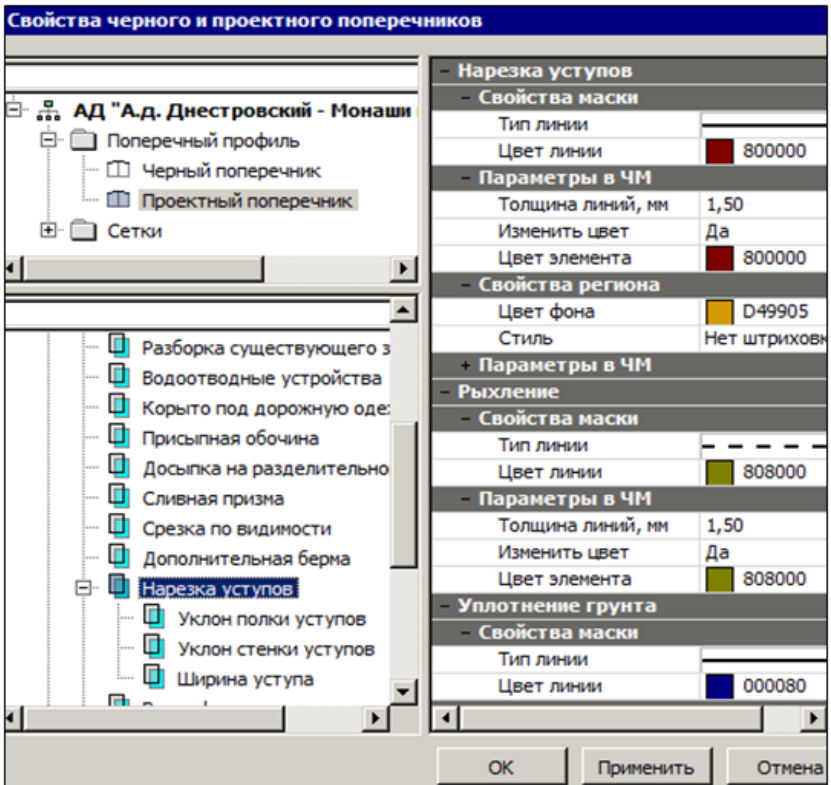 Свойства черного и проектного поперечников
АД "А.д. Днестровский - Монаши
Поперечный профиль
Черный поперечник
Проектный поперечник
Сетки
Разборка существующего з
Водоотводные устройства
Корыто под дорожную оде
Присыпная обочина
Досыпка на разделительно
Сливная призма
Срезка по видимости
Дополнительная берма
Нарезка уступов
Уклон полки уступов
Уклон стенки уступов
Ширина уступа
Нарезка уступов
Свойства маски
Тип линии
Цвет линии 800000
Параметры в ЧМ
Толщина линий, мм 1,50
Изменить цвет Да
Цвет элемента 800000
Свойства региона
Цвет фона D49905
Стиль Нет штриховк
Параметры в ЧМ
Рыхление
Свойства маски
Тип линии
Цвет линии 808000
Параметры в ЧМ
Толщина линий, мм 1,50
Изменить цвет Да
Цвет элемента 808000
Уплотнение грунта
Свойства маски
Тип линии
Цвет линии 000080
ОК Применить Отмена